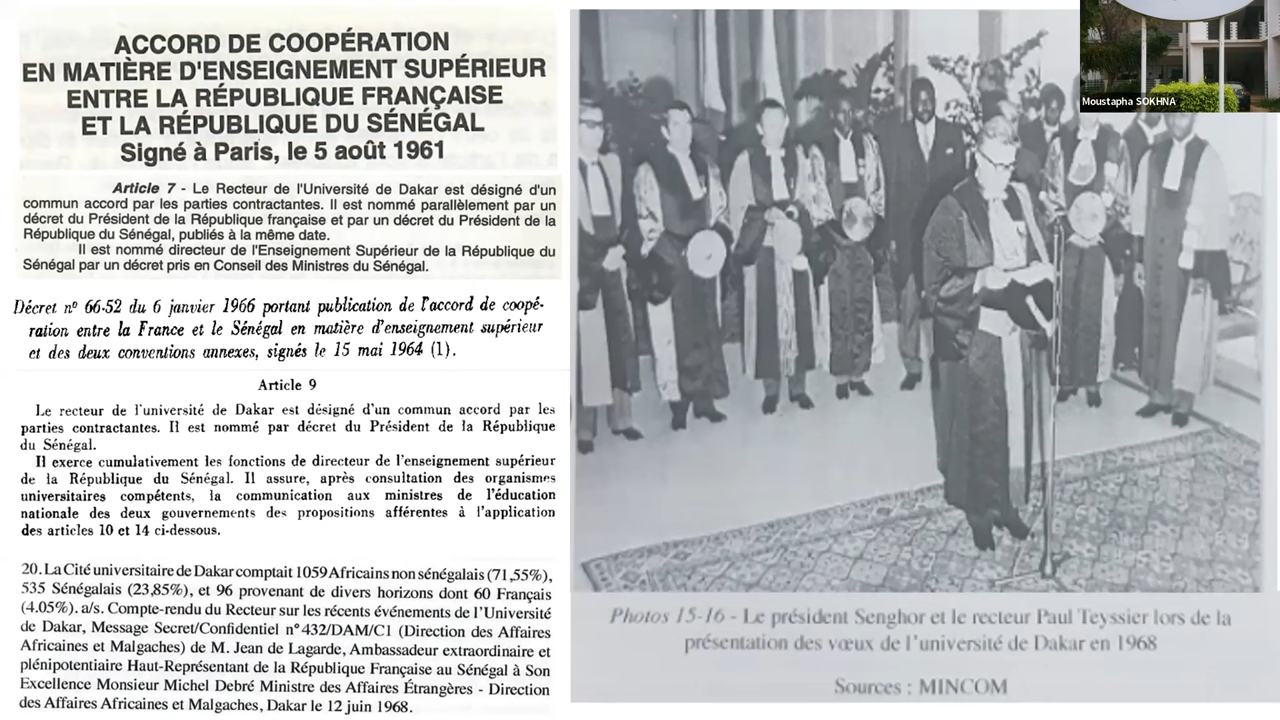 ACCORD DE COOPÉRATION
EN MATIÈRE D'ENSEIGNEMENT SUPÉRIEUR
ENTRE LA RÉPUBLIQUE FRANÇAISE
ET LA RÉPUBLIQUE DU SÉNÉGAL
Signé à Paris, le 5 août 1961
Article 7 - Le Recteur de l'Université de Dakar est désigné d'un
commun accord par les parties contractantes. Il est nommé parallèlement par un
décret du Président de la République française et par un décret du Président de la
République du Sénégal, publiés à la même date.
Il est nommé directeur de l'Enseignement Supérieur de la République du
Sénégal par un décret pris en Conseil des Ministres du Sénégal.
Décret nº 66-52 du 6 janvier 1966 portant publication de l'accord de coopé-
ration entre la France et le Sénégal en matière d'enseignement supérieur
et des deux conventions annexes, signés le 15 mai 1964 (1).
Article 9
Le recteur de l'université de Dakar est désigné d'un commun accord par les
parties contractantes. Il est nommé par décret du Président de la République
du Sénégal.
Il exerce cumulativement les fonctions de directeur de l'enseignement supérieur
de la République du Sénégal. Il assure, après consultation des organismes
universitaires compétents, la communication aux ministres de l'éducation
nationale des deux gouvernements des propositions afférentes à l'application
des articles 10 et 14 ci-dessous.
20. La Cité universitaire de Dakar comptait 1059 Africains non sénégalais (71,55%),
535 Sénégalais (23,85%), et 96 provenant de divers horizons dont 60 Français
(4.05%). a/s. Compte-rendu du Recteur sur les récents événements de l'Université
de Dakar, Message Secret/Confidentiel n°432/DAM/C1 (Direction des Affaires
Africaines et Malgaches) de M. Jean de Lagarde, Ambassadeur extraordinaire et
plénipotentiaire Haut-Représentant de la République Française au Sénégal à Son
Excellence Monsieur Michel Debré Ministre des Affaires Étrangères - Direction
des Affaires Africaines et Malgaches, Dakar le 12 juin 1968.
Moustapha SOKHNA
Photos 15-16 - Le président Senghor et le recteur Paul Teyssier lors de la
présentation des vœux de l'université de Dakar en 1968
Sources : MINCOM